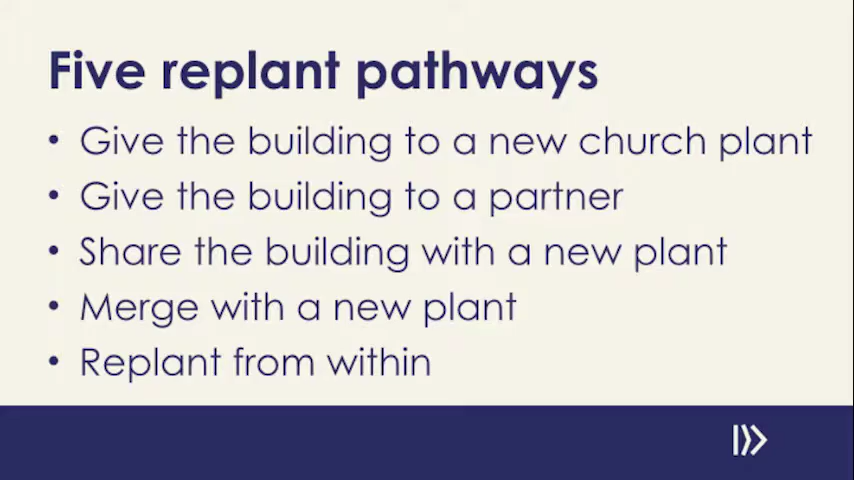 Five replant pathways
• Give the building to a new church plant
• Give the building to a partner
• Share the building with a new plant
• Merge with a new plant
• Replant from within